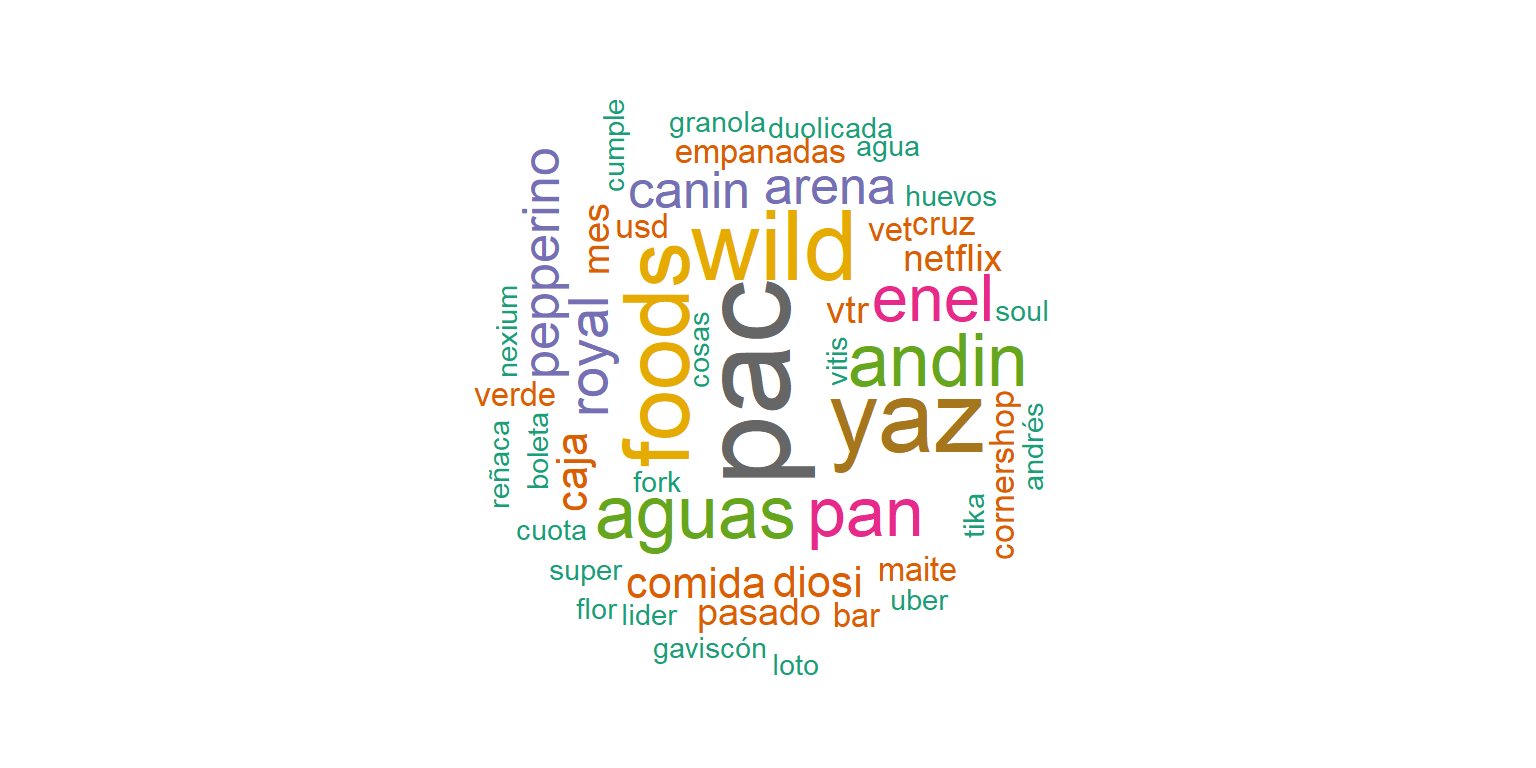 granola
duolicada
cumple
empanadas
agua
pepperino
canin
arena
huevos
mes
usd
wild
vet
cruz
netflix
foods
pac
nexium
royal
cosas
vtr
enel
soul
vitis
andin
verde
yaz
cornershop
andrés
reñaca
boleta
caja
fork
aguas
pan
tika
cuota
super
comida
diosi
maite
flor
lider
pasado
bar
uber
gaviscón
loto